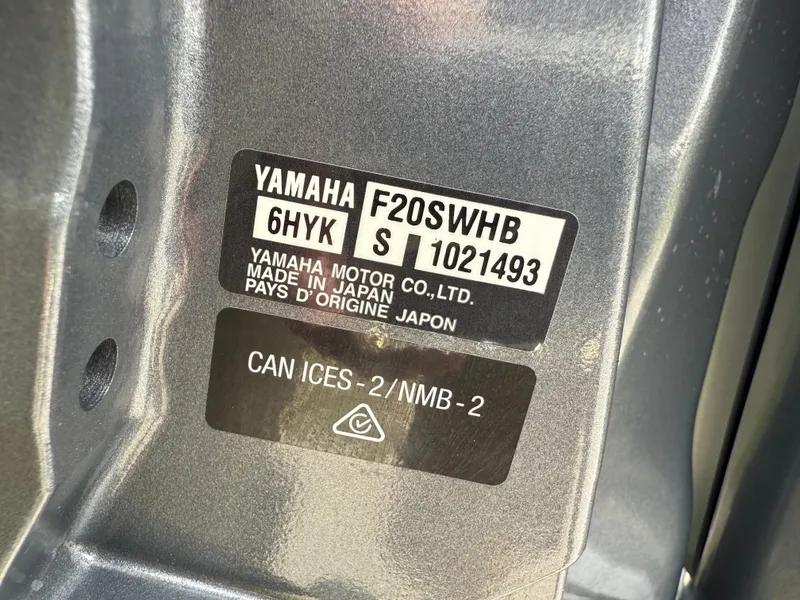 YAMAHA F20SWHB
6HYK S 1021493
YAMAHA MOTOR CO.,LTD.
MADE IN JAPAN
PAYS D'ORIGINE JAPON
CAN ICES-2/NMB-2